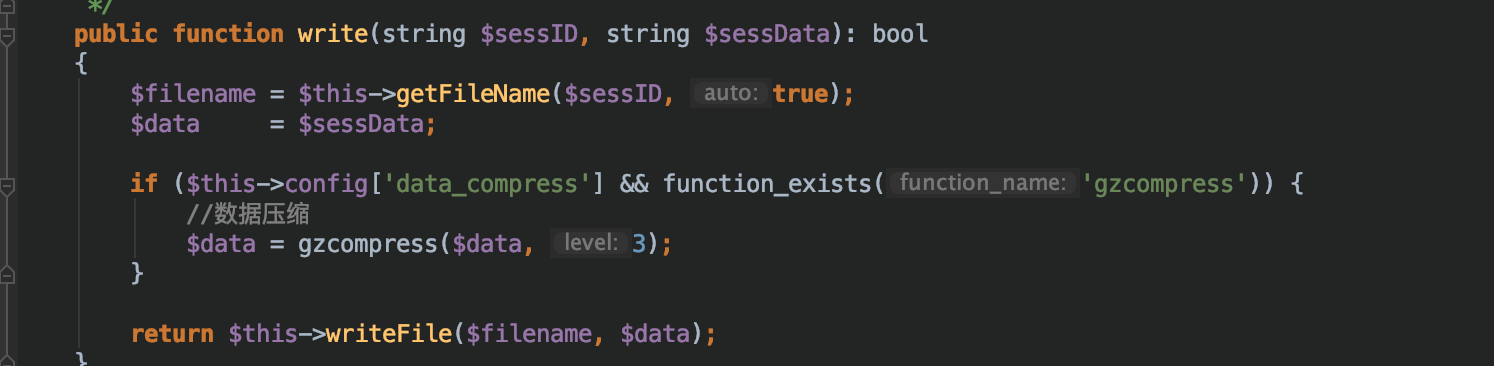 */
public function write(string $sessID, string $sessData): bool
{
    $filename = $this->getFileName($sessID, auto: true);
    $data     = $sessData;

    if ($this->config['data_compress'] && function_exists( function_name: 'gzcompress')) {
        //数据压缩
        $data = gzcompress($data, level: 3);
    }

    return $this->writeFile($filename, $data);
}